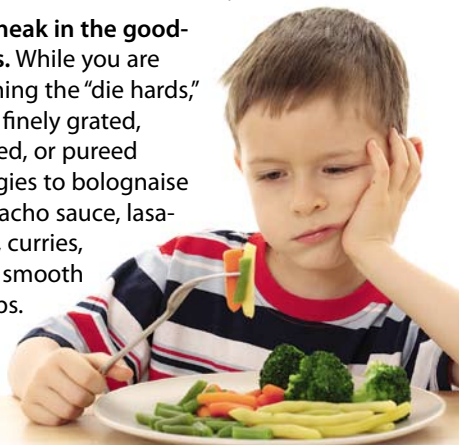 neak in the good-
s. While you are
ning the “die hards,”
finely grated,
ed, or pureed
gies to bolognaise
acho sauce, lasa-
, curries,
smooth
os.